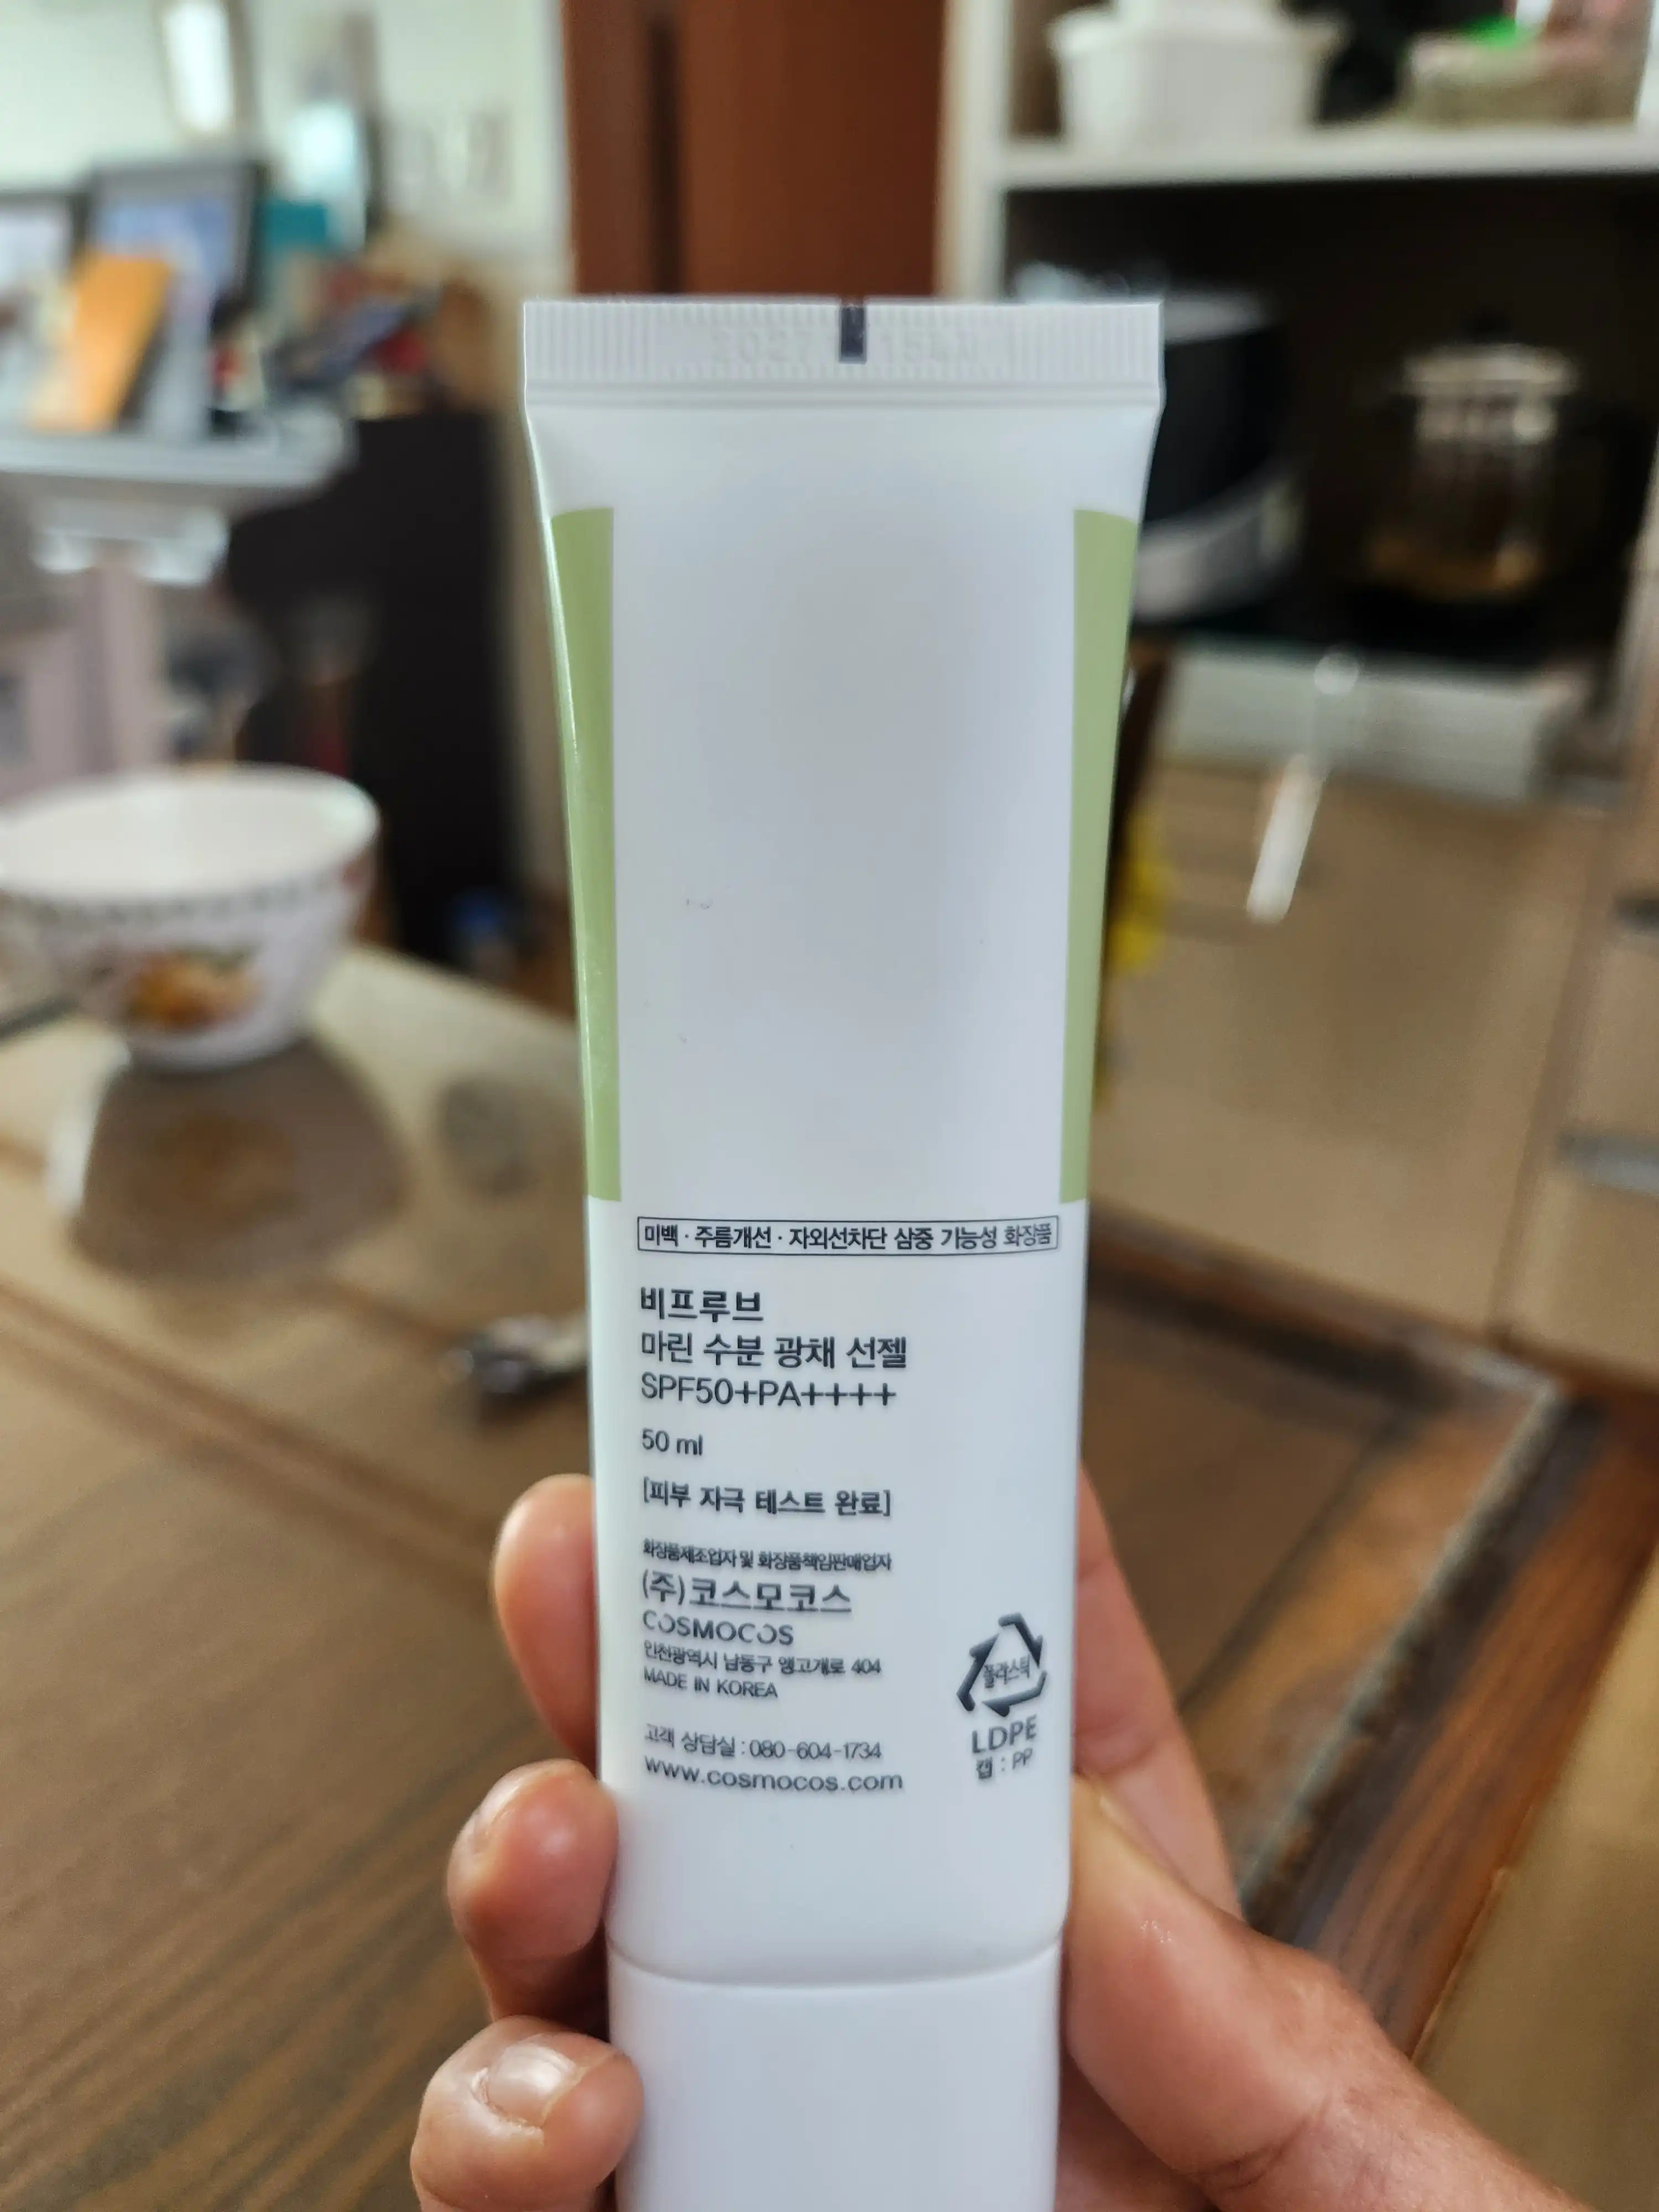 2027 15까지
미백 · 주름개선 · 자외선차단 삼중 기능성 화장품
비프루브
마린 수분 광채 선젤
SPF50+PA++++
50 ml
[피부 자극 테스트 완료]
화장품제조업자 및 화장품책임판매업자
(주)코스모코스
COSMOCOS
인천광역시 남동구 앵고개로 404
MADE IN KOREA
고객 상담실 : 080-604-1734
www.cosmocos.com
플라스틱
LDPE
캡 : PP